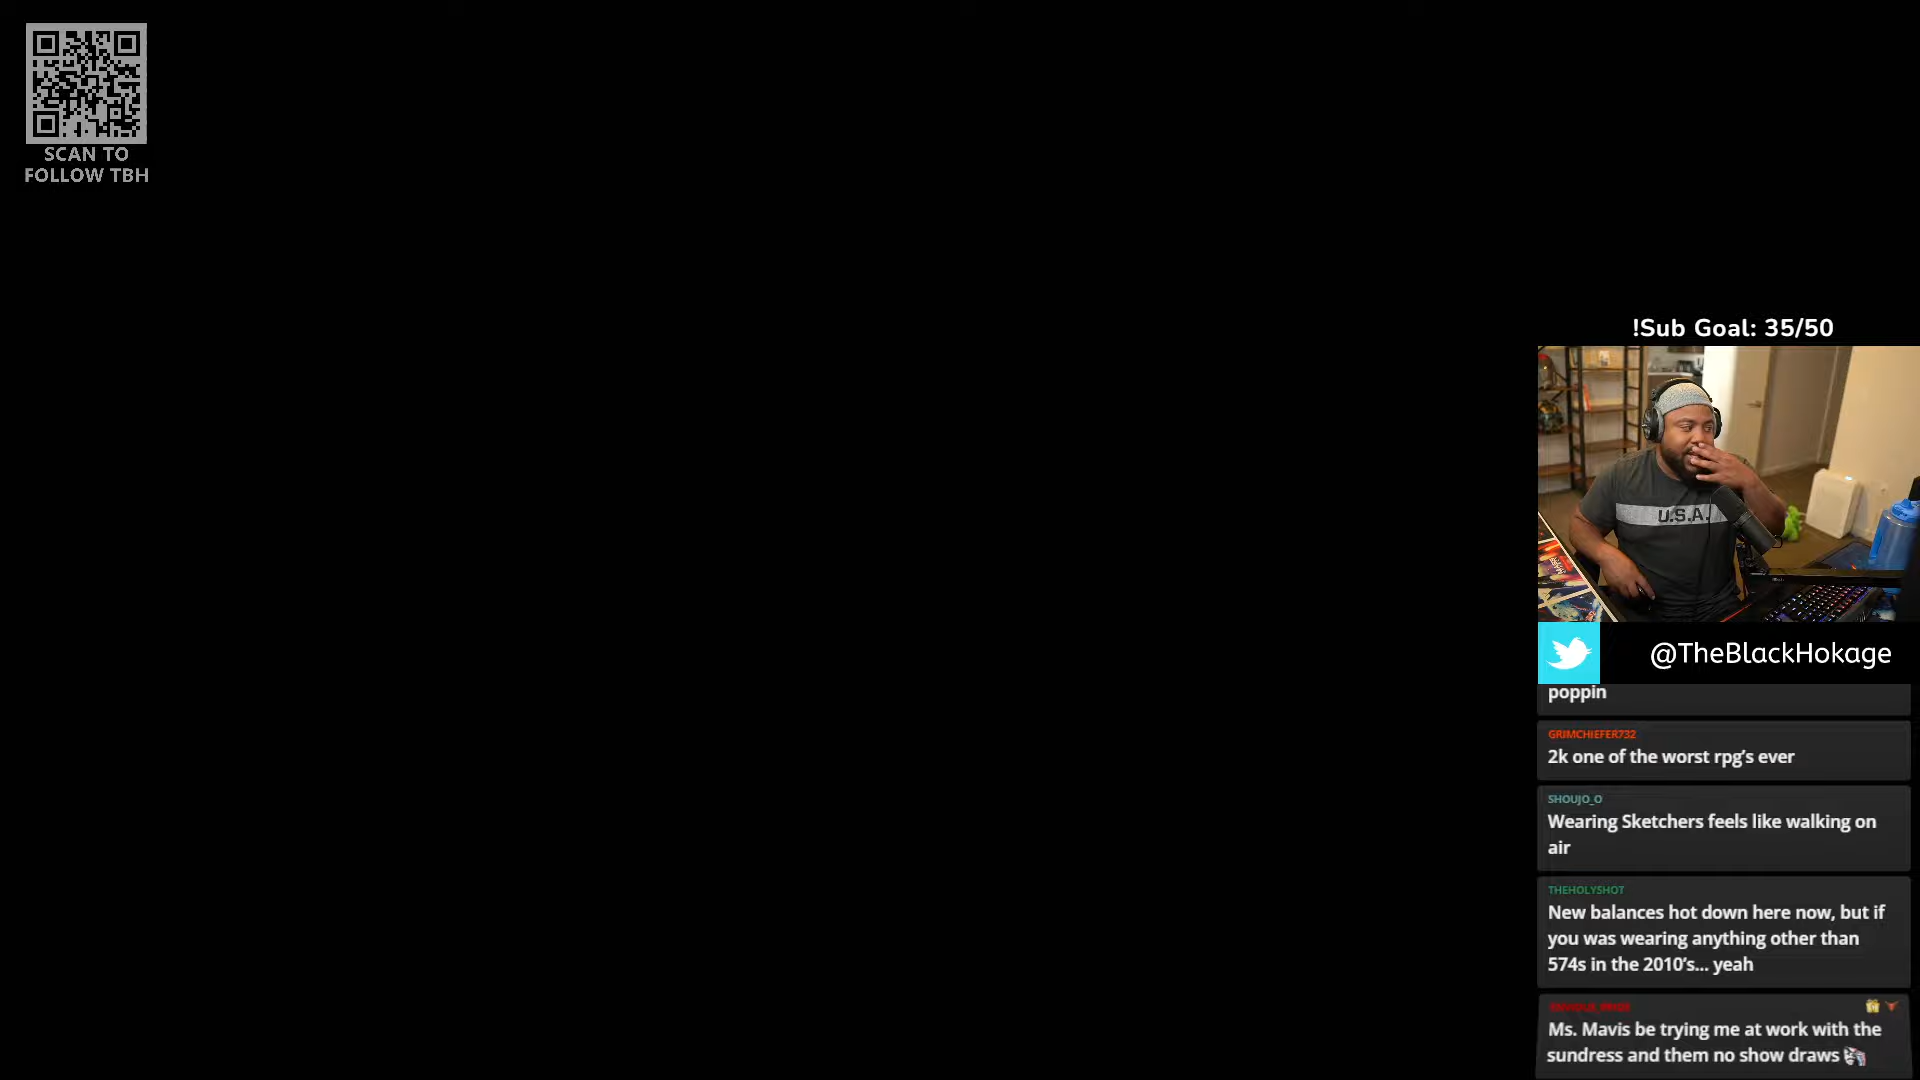 SCAN TO
FOLLOW TBH
!Sub Goal: 35/50
U.S.A.
@TheBlackHokage
poppin
GRIMCHIEFER732
2k one of the worst rpg's ever
SHOUJO_O
Wearing Sketchers feels like walking on
air
THEHOLYSHOT
New balances hot down here now, but if
you was wearing anything other than
574s in the 2010's... yeah
Ms. Mavis be trying me at work with the
sundress and them no show draws